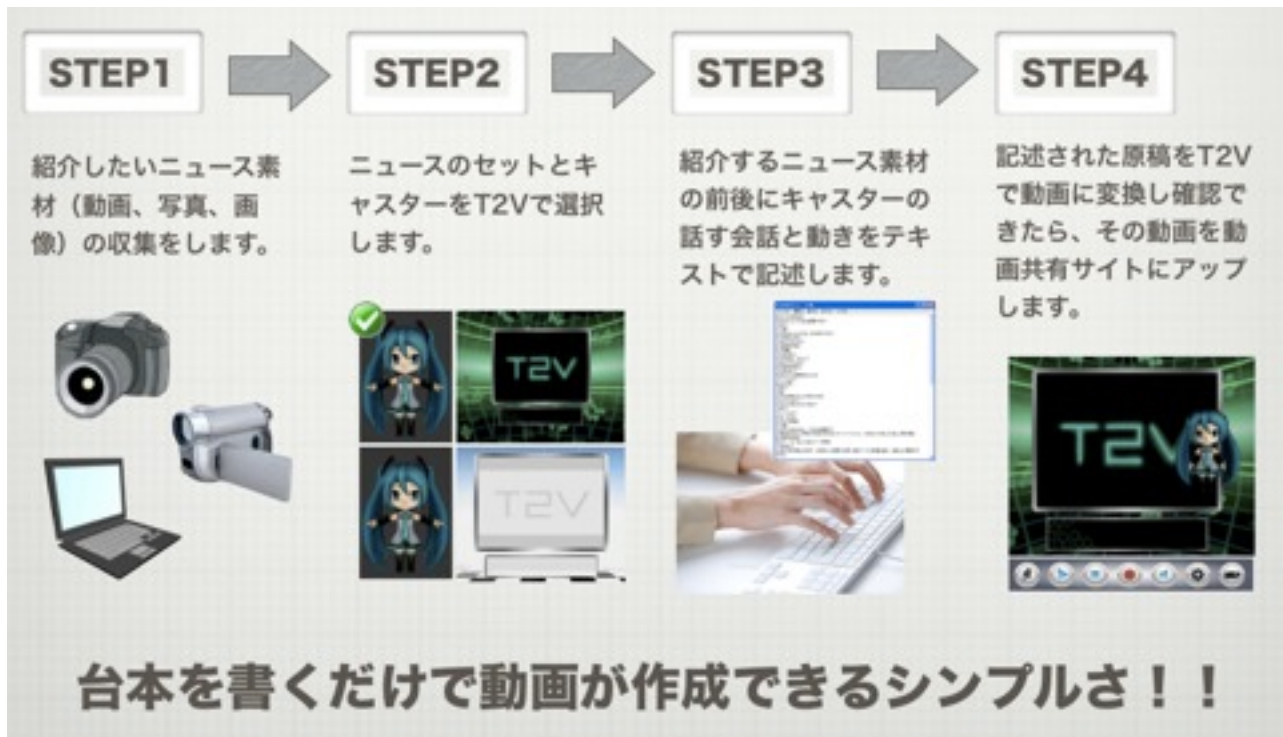 STEP1
STEP2
STEP3
STEP4
紹介したいニュース素
材（動画、写真、画
像）の収集をします。
ニュースのセットとキ
ャスターをT2Vで選択
します。
紹介するニュース素材
の前後にキャスターの
話す会話と動きをテキ
ストで記述します。
記述された原稿をT2V
で動画に変換し確認で
きたら、その動画を動
画共有サイトにアップ
します。
T2V
T2V
T2V
台本を書くだけで動画が作成できるシンプルさ！！